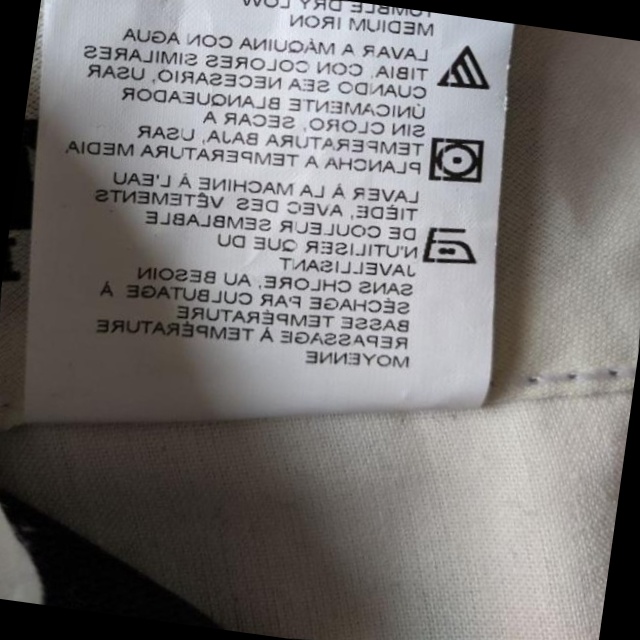 TUMBLE DRY LOW
MEDIUM IRON
LAVAR A MÁQUINA CON AGUA
TIBIA, CON COLORES SIMILARES
CUANDO SEA NECESARIO, USAR
ÚNICAMENTE BLANQUEADOR
SIN CLORO, SECAR A
TEMPERATURA BAJA, USAR
PLANCHA A TEMPERATURA MEDIA
LAVER À LA MACHINE À L'EAU
TIÈDE, AVEC DES VÊTEMENTS
DE COULEUR SEMBLABLE
N'UTILISER QUE DU
JAVELLISANT
SANS CHLORE, AU BESOIN
SÉCHAGE PAR CULBUTAGE À
BASSE TEMPÉRATURE
REPASSAGE À TEMPÉRATURE
MOYENNE